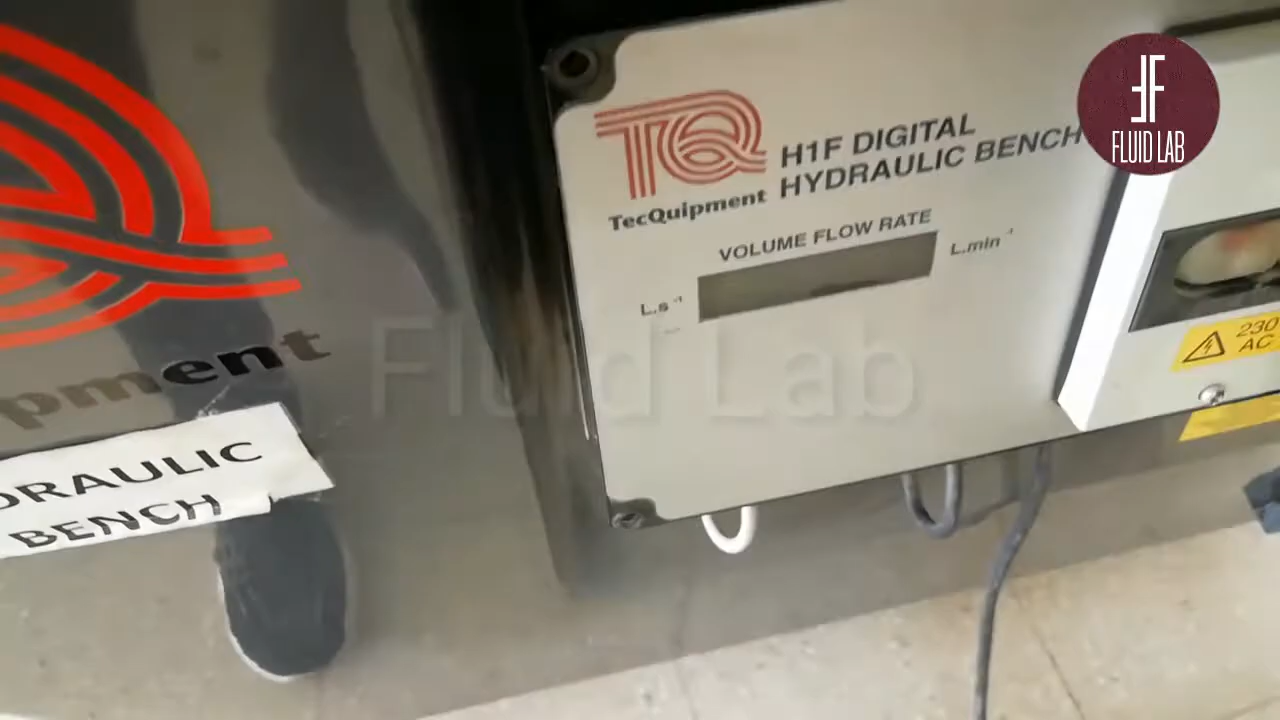 TQ
TecQuipment
H1F DIGITAL
HYDRAULIC BENCH
VOLUME FLOW RATE
L.s⁻¹
L.min⁻¹
230
AC
pment
DRAULIC
BENCH
FLUID LAB
Fluid Lab